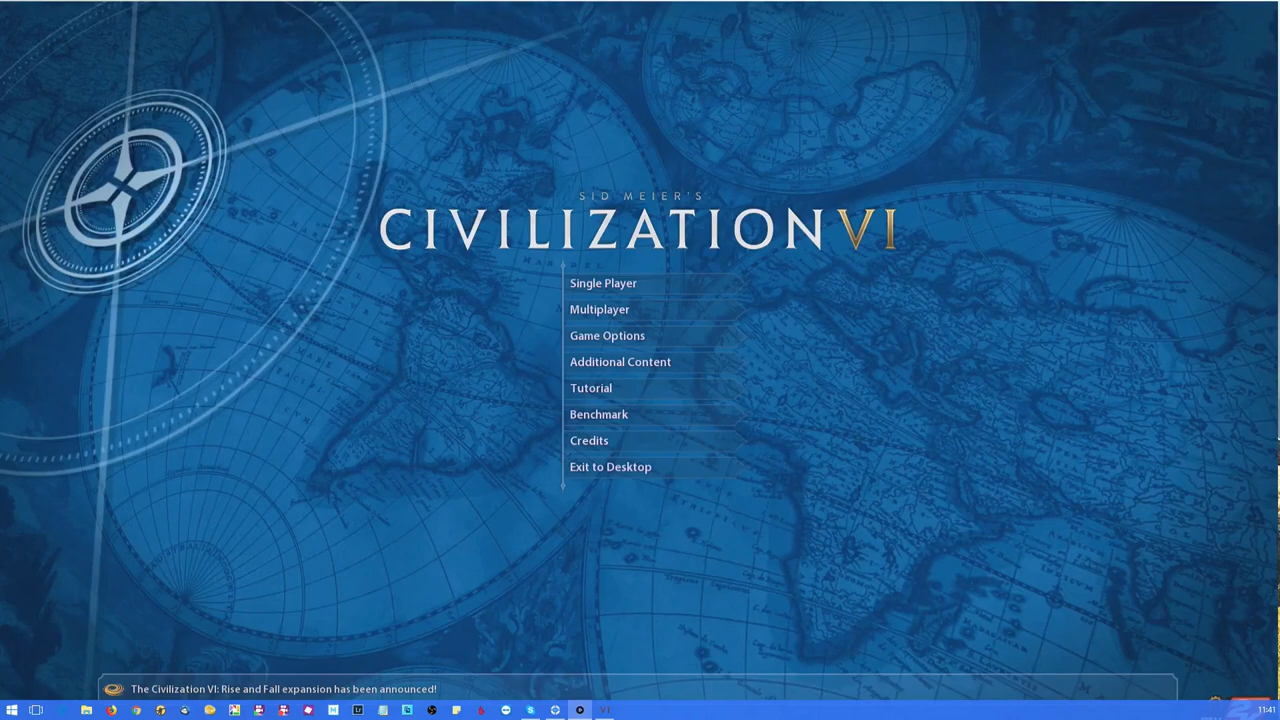 SID MEIER'S
CIVILIZATION VI
Single Player
Multiplayer
Game Options
Additional Content
Tutorial
Benchmark
Credits
Exit to Desktop
The Civilization VI: Rise and Fall expansion has been announced!
VI
11:41